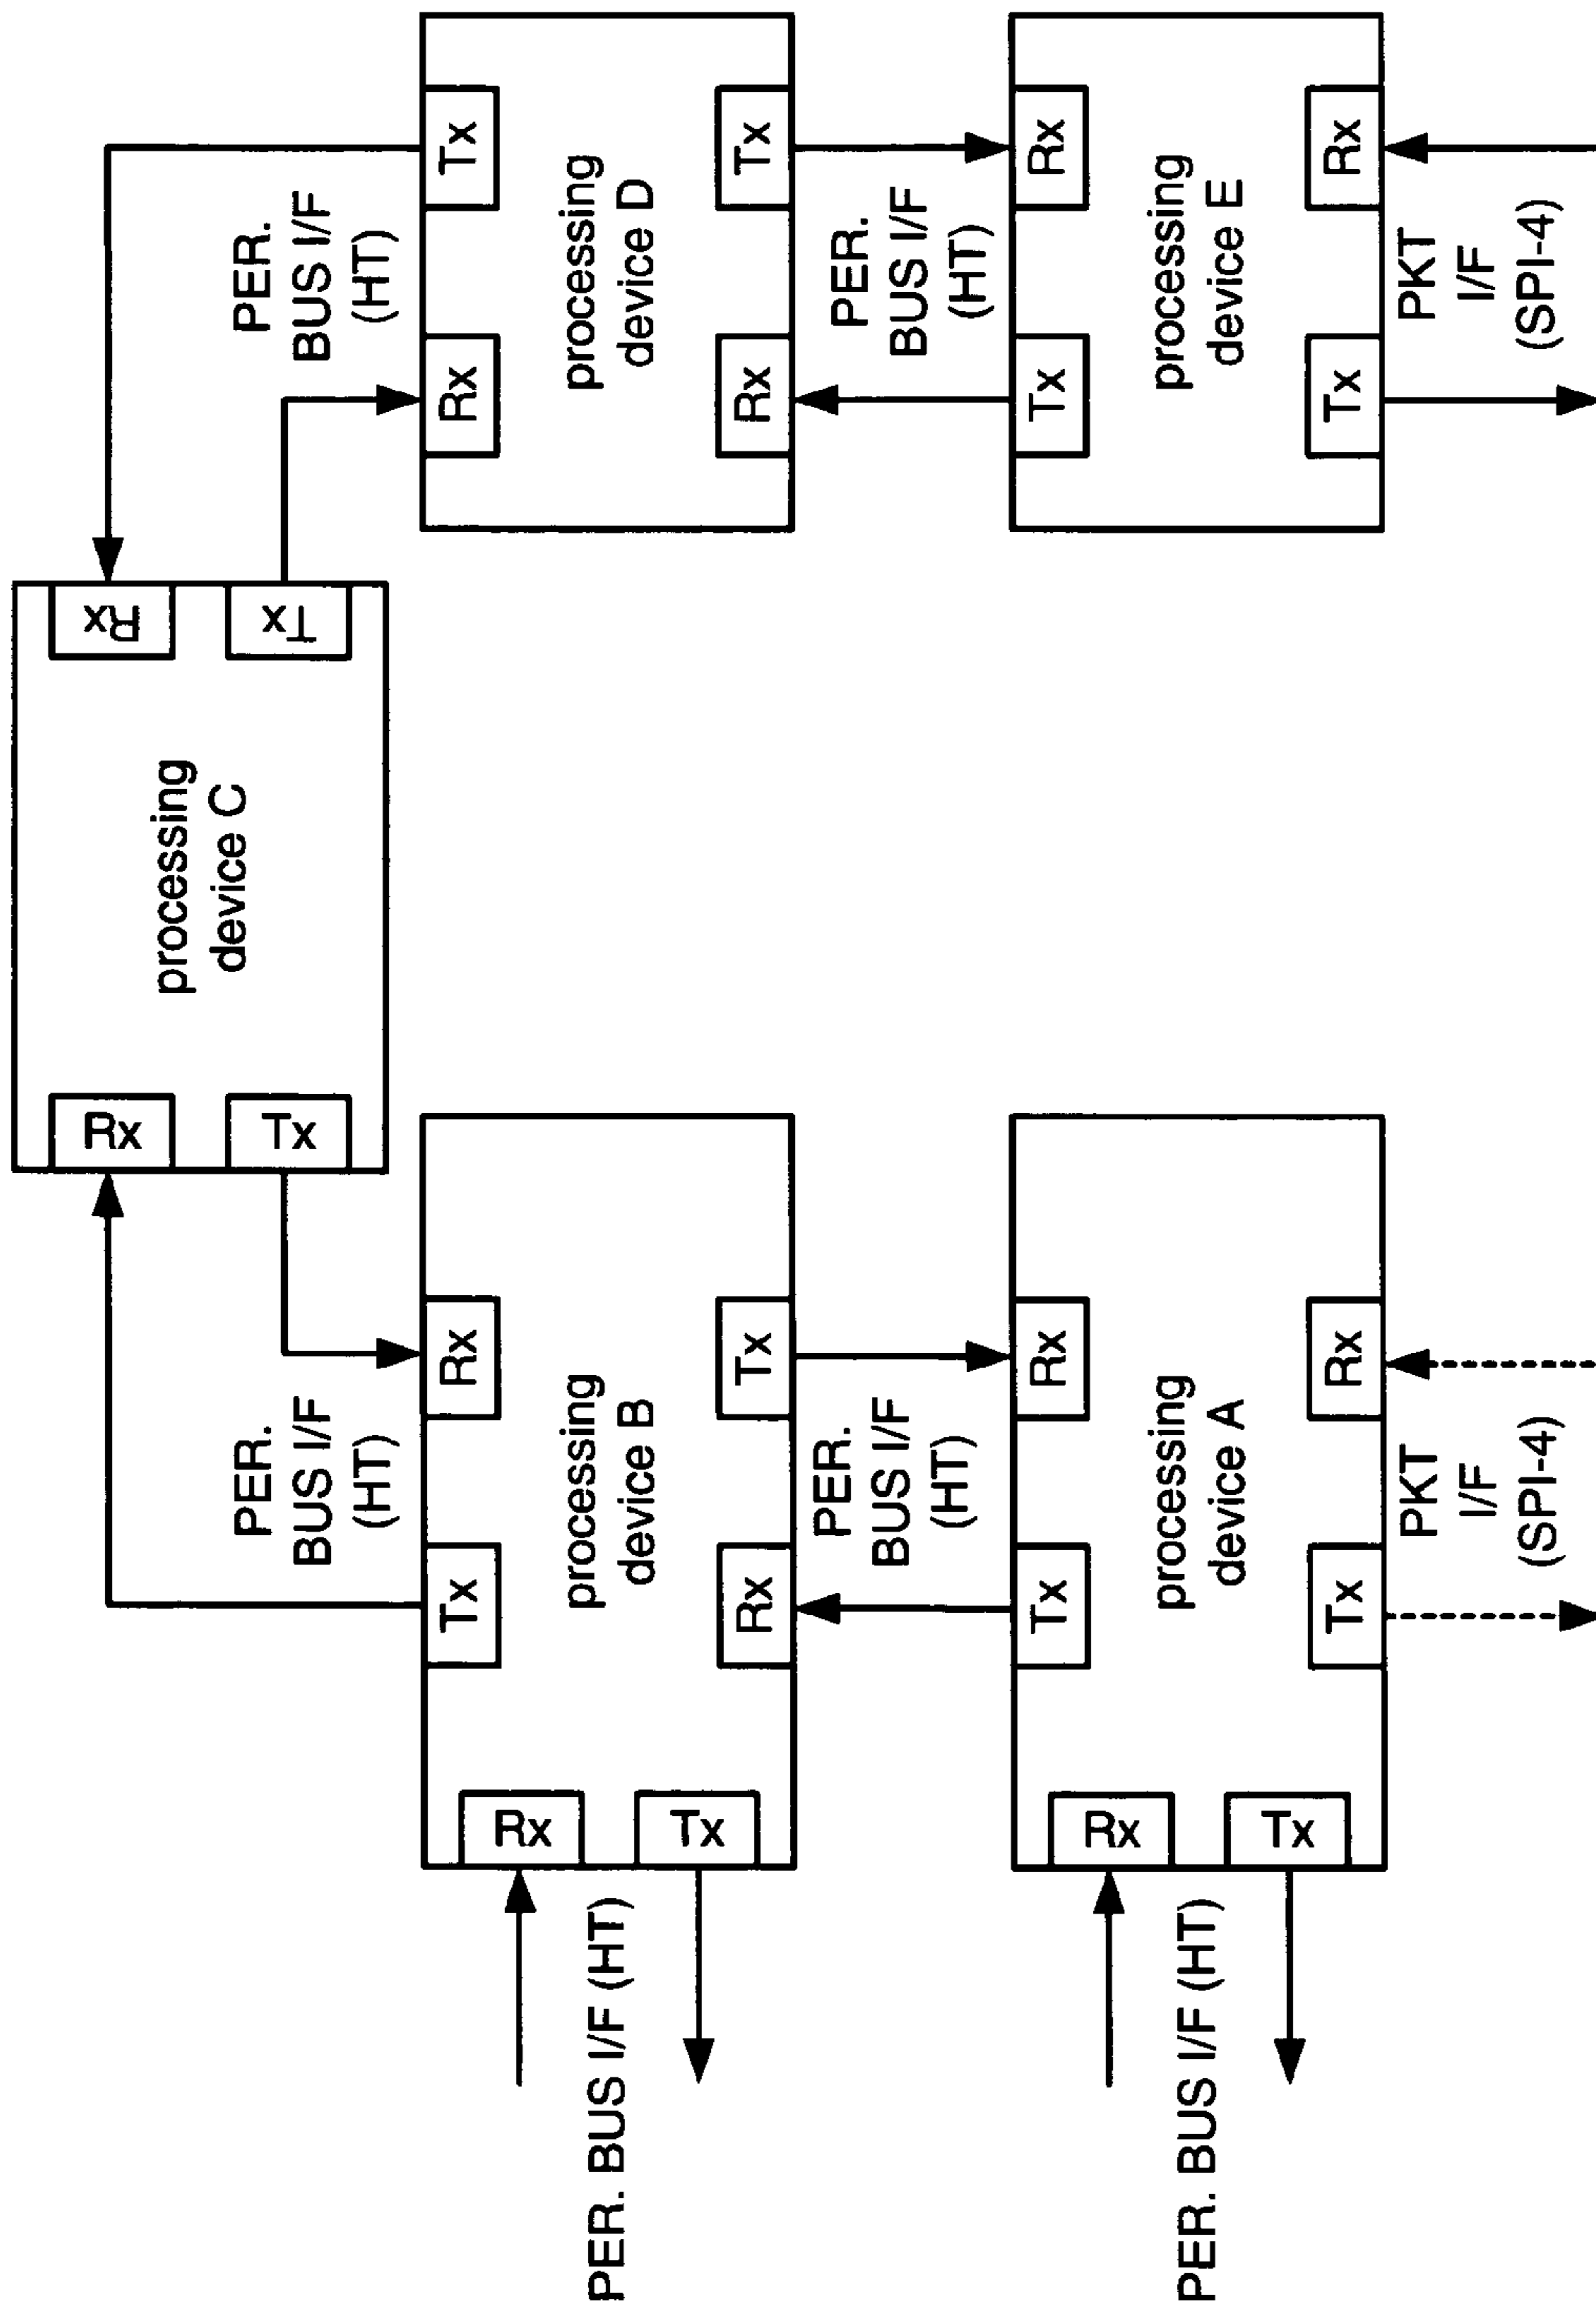 Rx
Tx
processing
device C
Rx
Tx
PER.
BUS I/F
(HT)
PER.
BUS I/F
(HT)
Tx
Rx
Rx
Tx
processing
device B
Rx
Tx
Rx
Tx
processing
device D
Rx
Tx
PER. BUS I/F (HT)
PER.
BUS I/F
(HT)
PER.
BUS I/F
(HT)
Tx
Rx
Rx
Tx
processing
device A
Tx
Rx
Tx
Rx
processing
device E
Tx
Rx
PER. BUS I/F (HT)
PKT
I/F
(SPI-4)
PKT
I/F
(SPI-4)